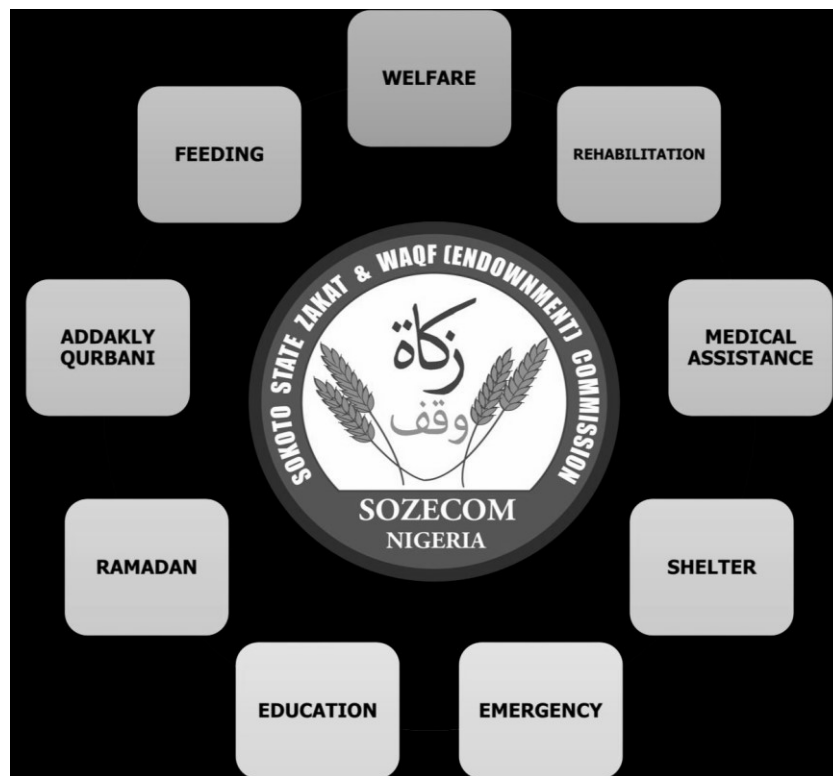 WELFARE
REHABILITATION
MEDICAL
ASSISTANCE
SHELTER
EMERGENCY
EDUCATION
RAMADAN
ADDAKLY
QURBANI
FEEDING
SOKOTO STATE ZAKAT & WAQF (ENDOWNMENT) COMMISSION
زكاة
وقف
SOZECOM
NIGERIA